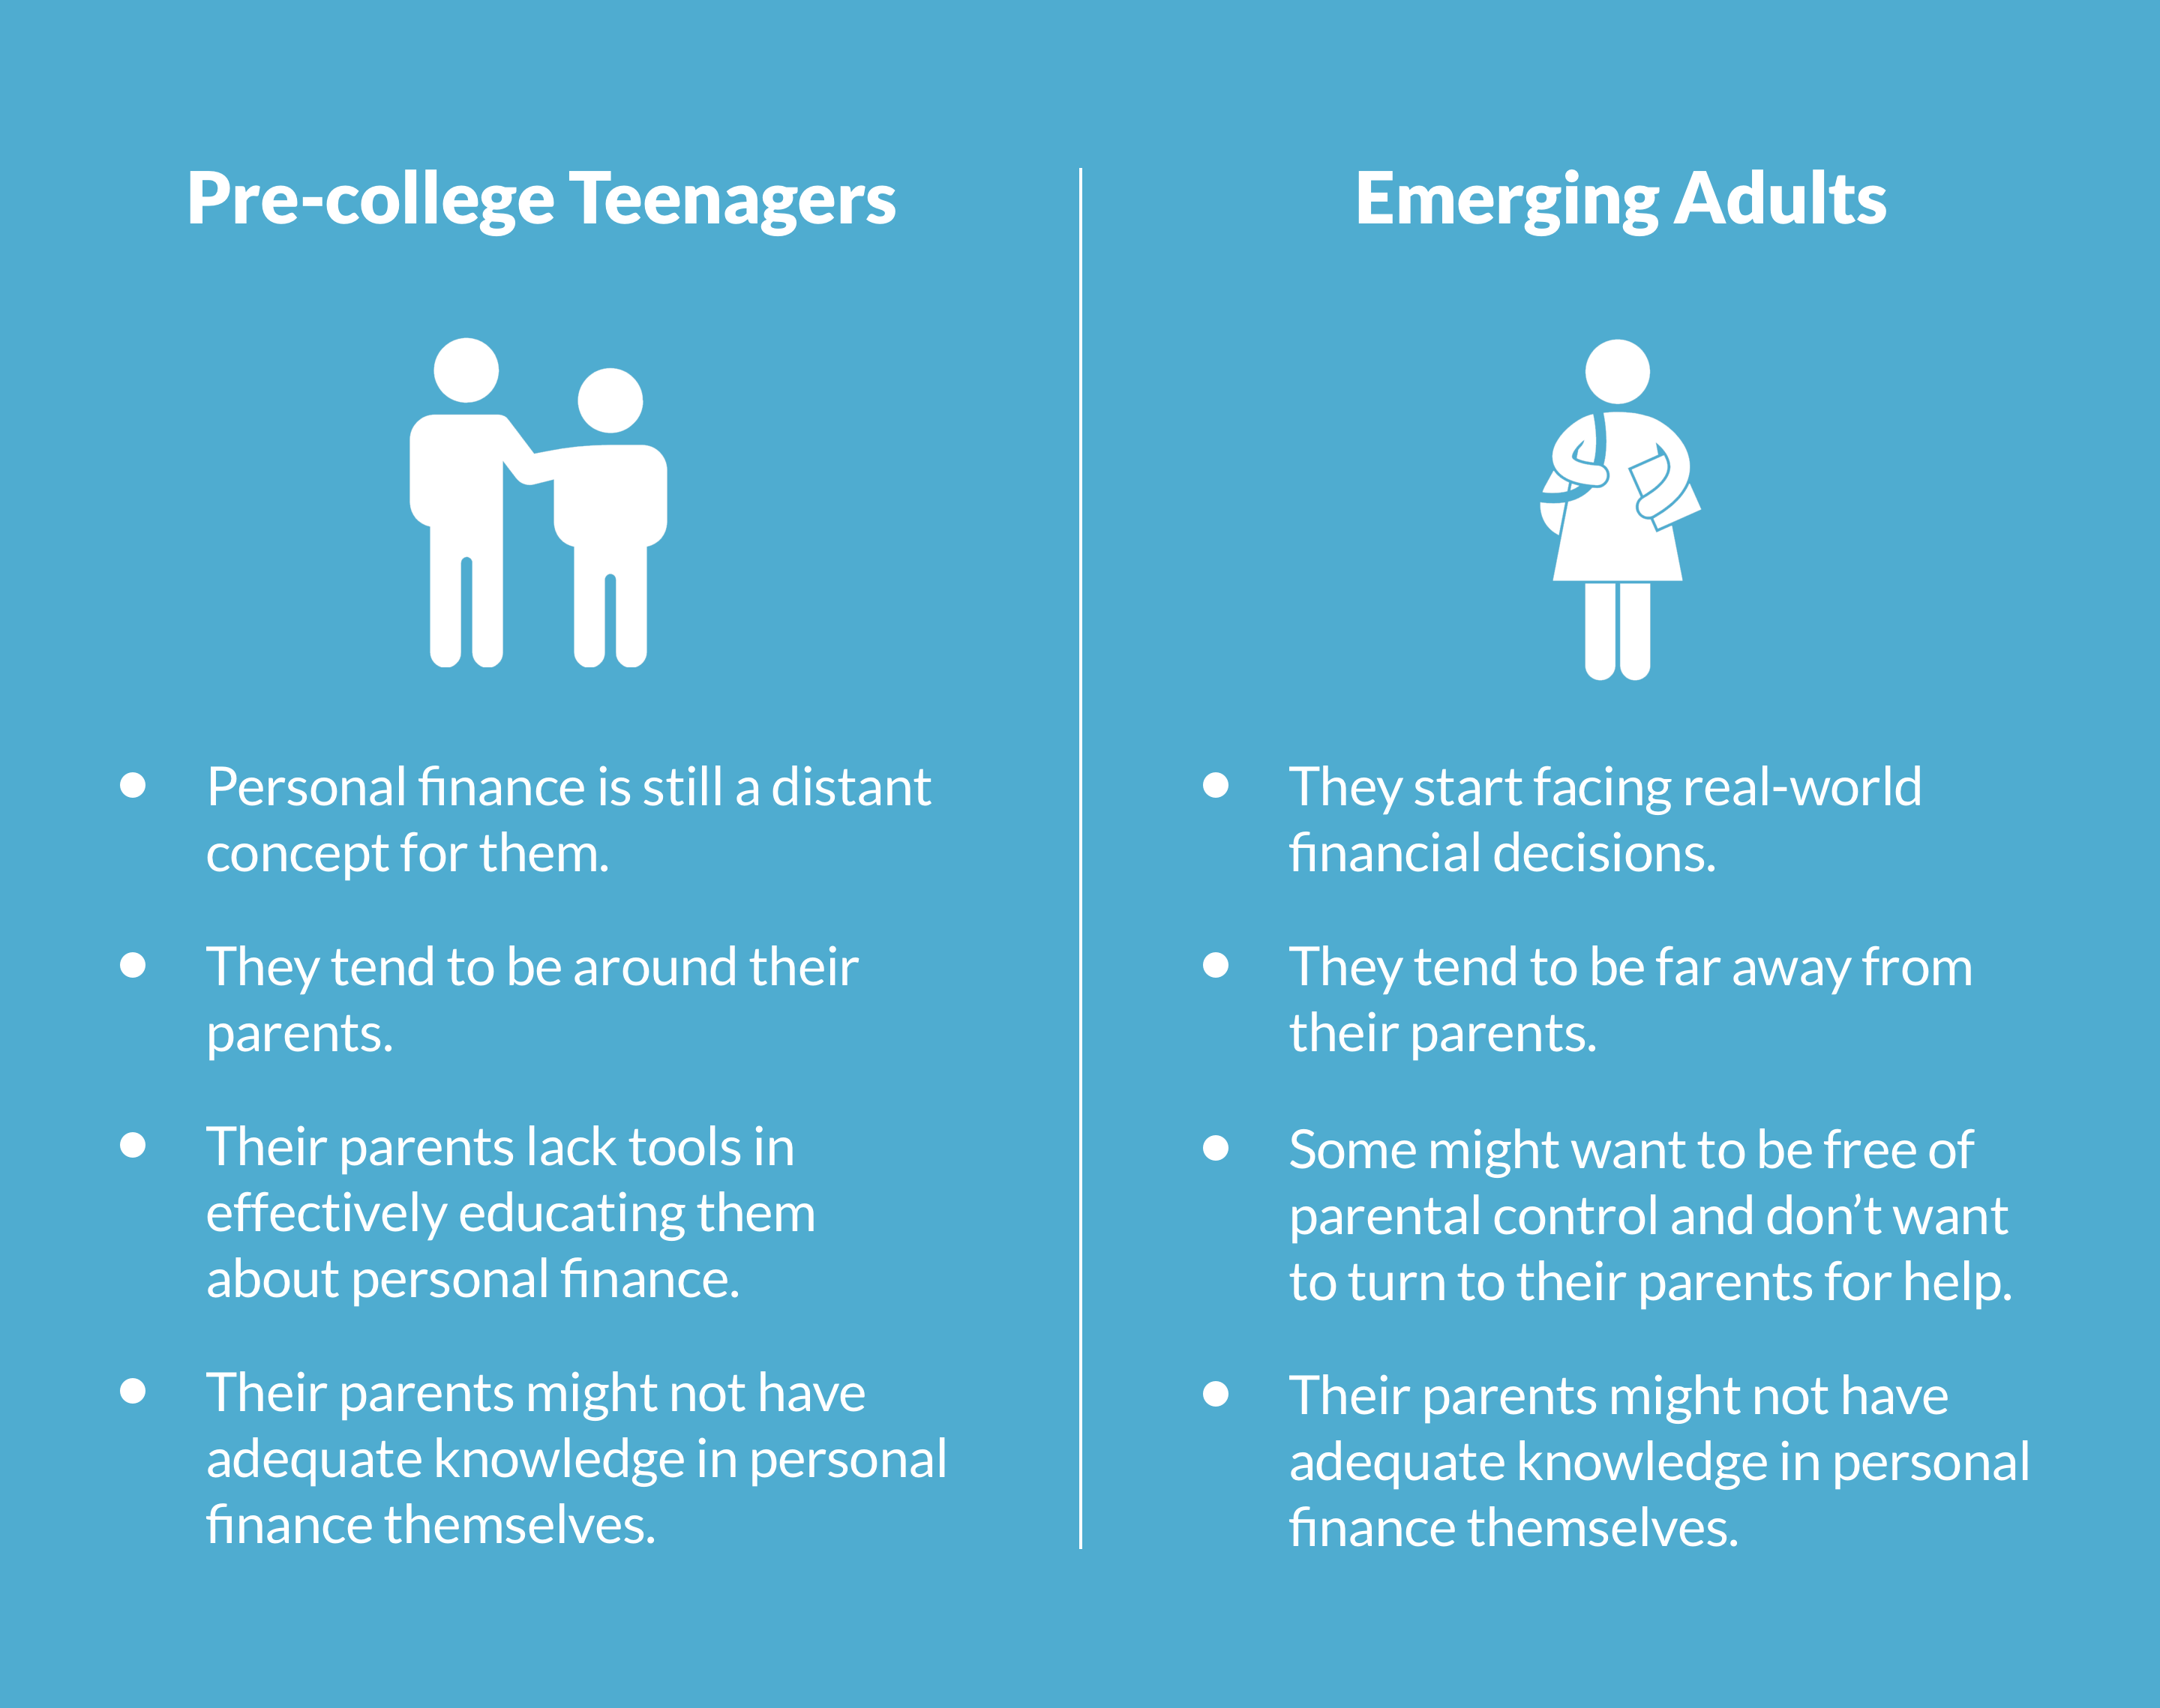 Pre-college Teenagers
Personal finance is still a distant
concept for them.
They tend to be around their
parents.
Their parents lack tools in
effectively educating them
about personal finance.
Their parents might not have
adequate knowledge in personal
finance themselves.
Emerging Adults
They start facing real-world
financial decisions.
They tend to be far away from
their parents.
Some might want to be free of
parental control and don’t want
to turn to their parents for help.
Their parents might not have
adequate knowledge in personal
finance themselves.